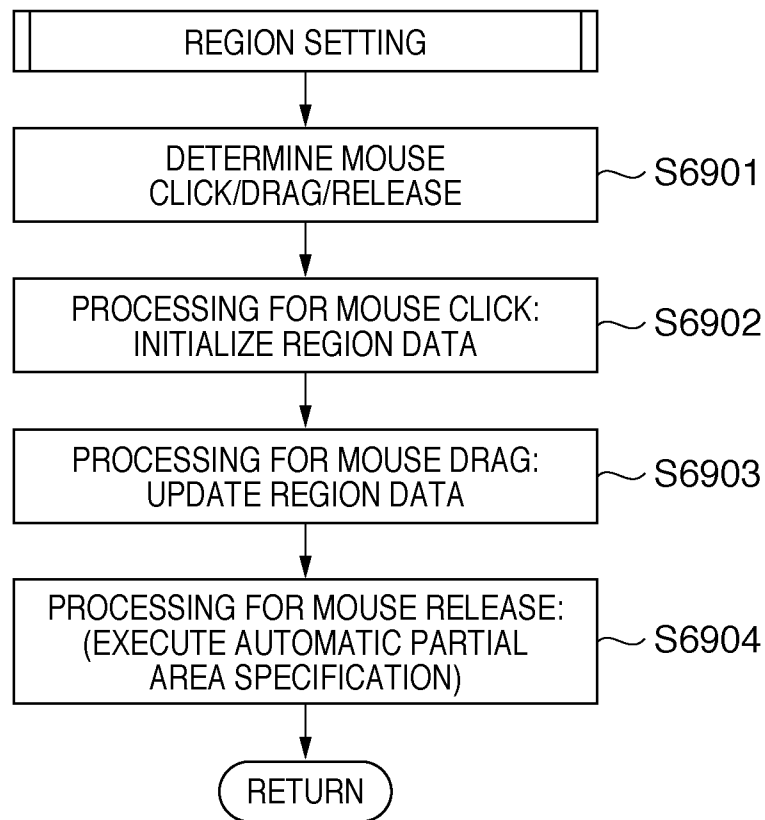 REGION SETTING
DETERMINE MOUSE
CLICK/DRAG/RELEASE
S6901
PROCESSING FOR MOUSE CLICK:
INITIALIZE REGION DATA
S6902
PROCESSING FOR MOUSE DRAG:
UPDATE REGION DATA
S6903
PROCESSING FOR MOUSE RELEASE:
(EXECUTE AUTOMATIC PARTIAL
AREA SPECIFICATION)
S6904
RETURN